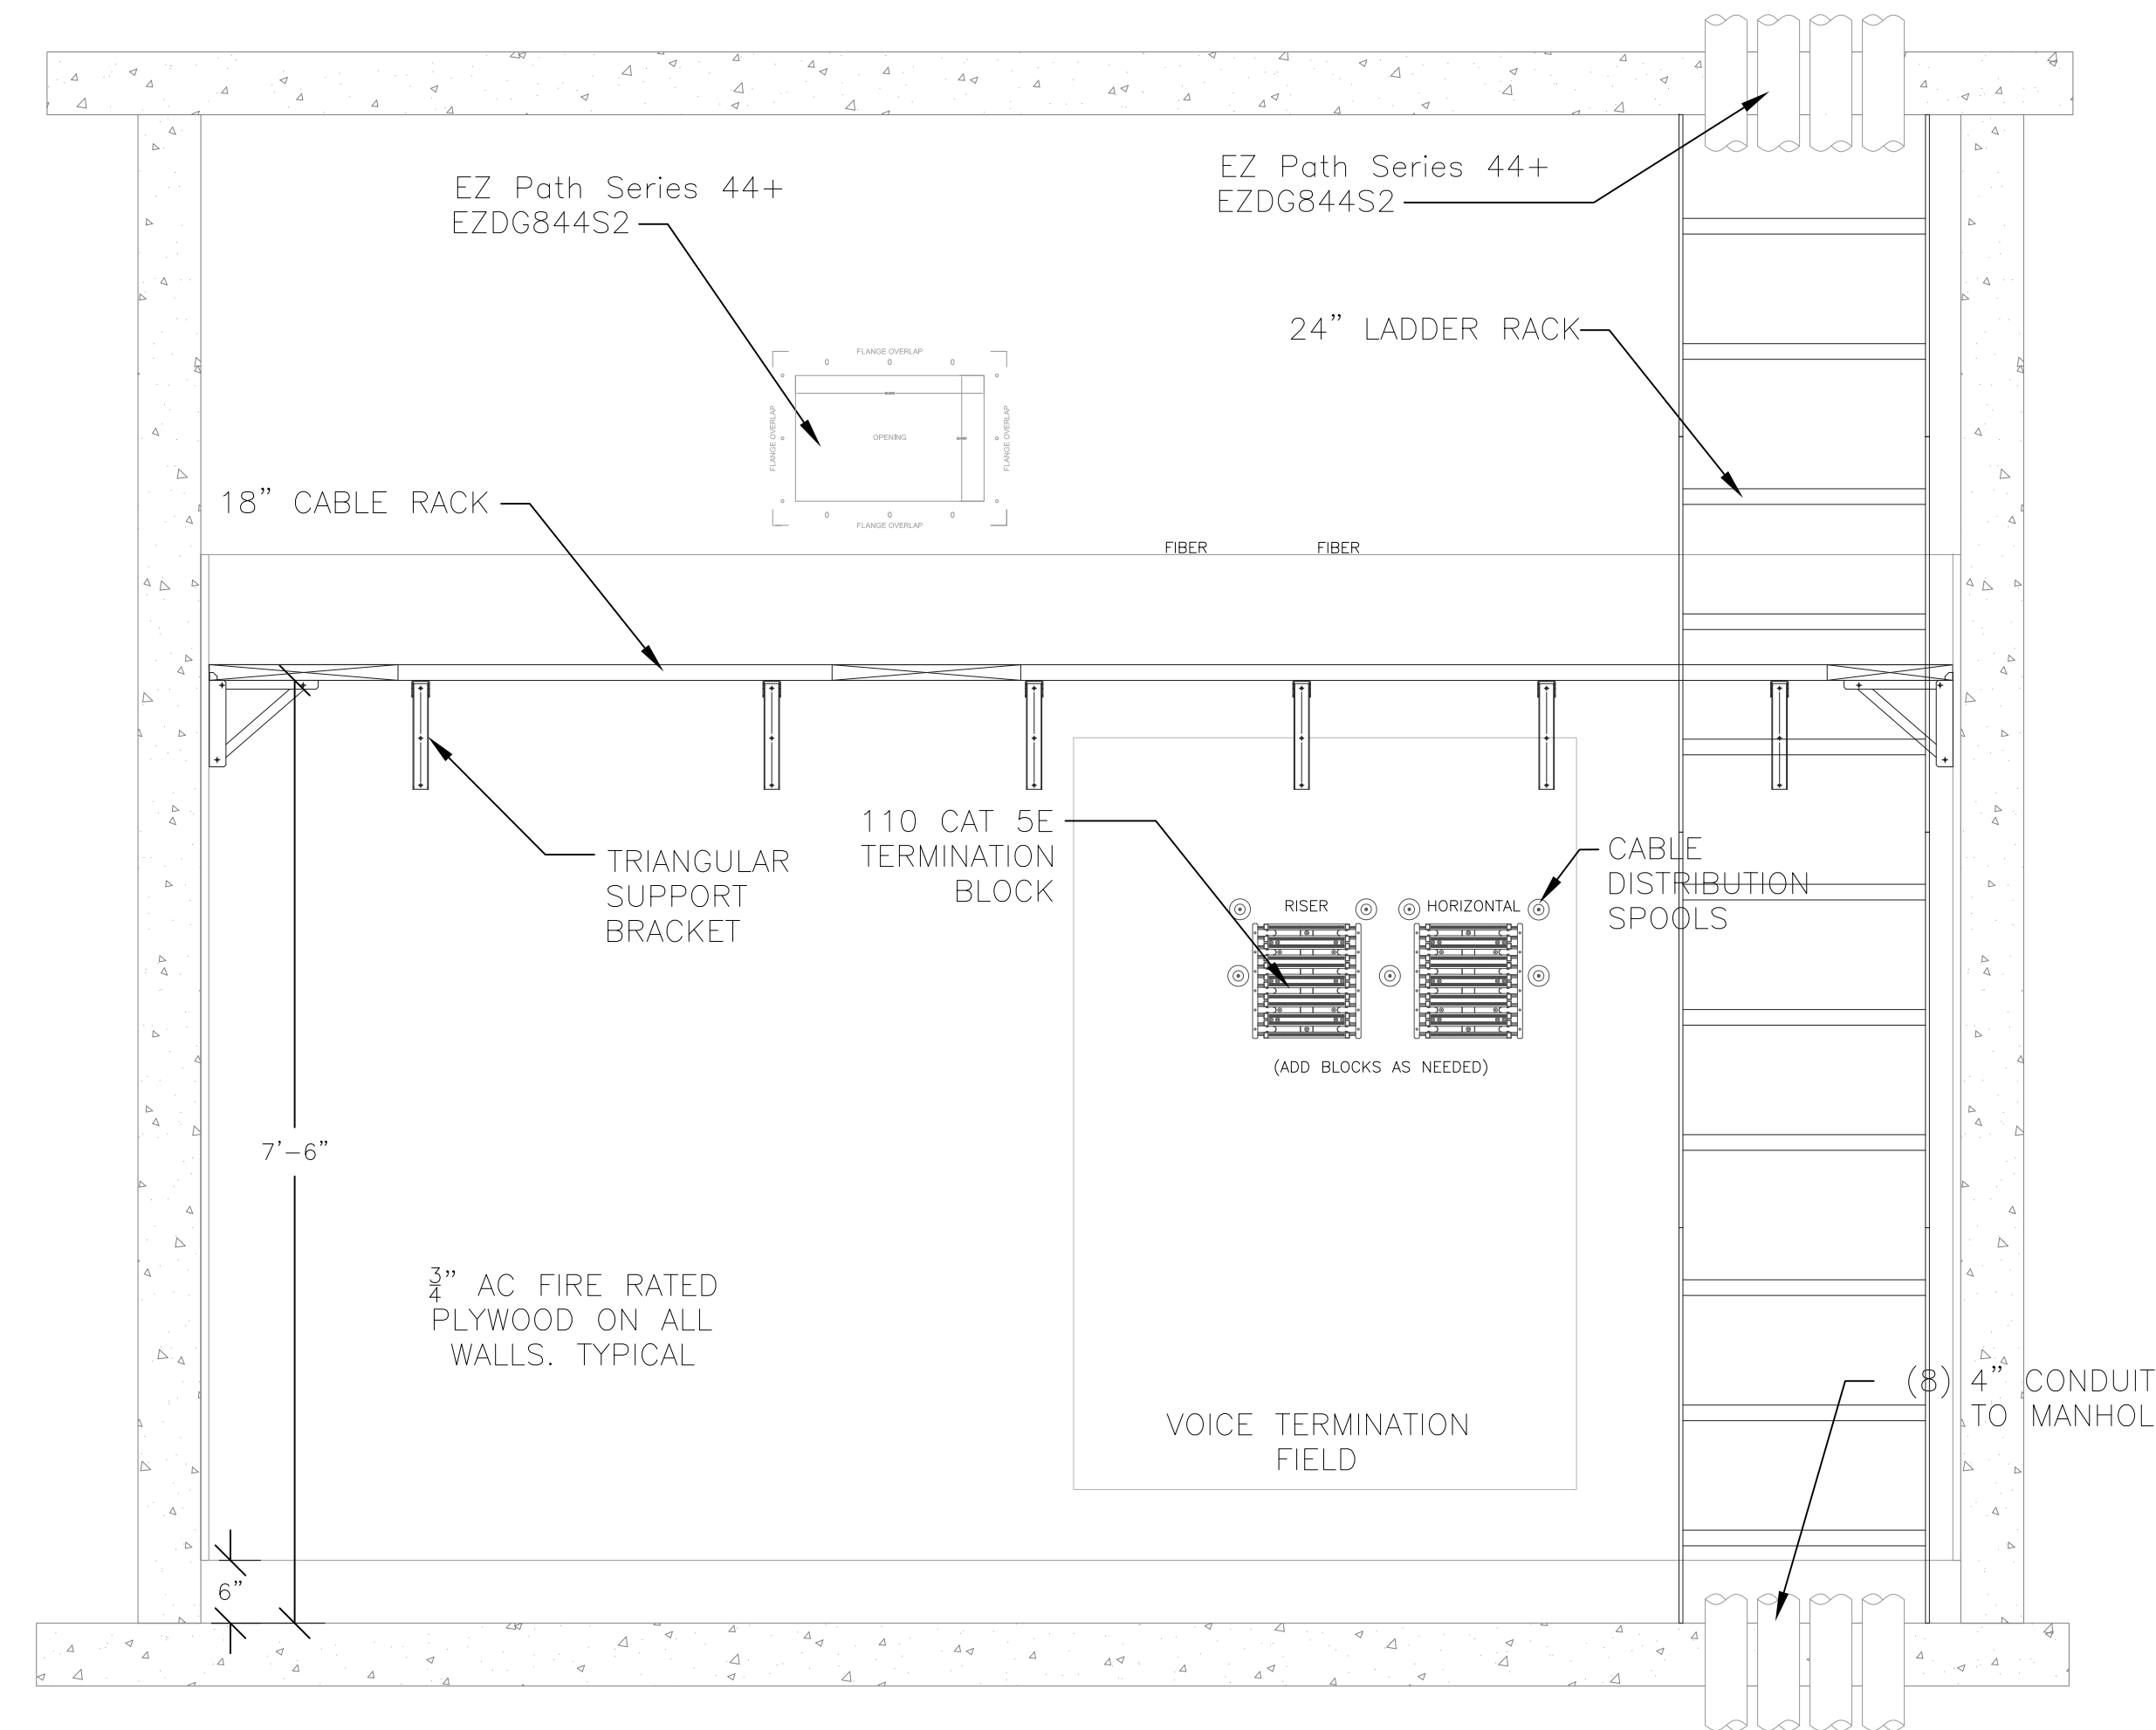 EZ Path Series 44+
EZDG844S2
EZ Path Series 44+
EZDG844S2
24” LADDER RACK
FLANGE OVERLAP
FLANGE OVERLAP
OPENING
FLANGE OVERLAP
FLANGE OVERLAP
18” CABLE RACK
FIBER
FIBER
TRIANGULAR
SUPPORT
BRACKET
110 CAT 5E
TERMINATION
BLOCK
CABLE
DISTRIBUTION
SPOOLS
RISER
HORIZONTAL
(ADD BLOCKS AS NEEDED)
7'-6”
3/4” AC FIRE RATED
PLYWOOD ON ALL
WALLS. TYPICAL
(8) 4” CONDUIT
TO MANHOL
VOICE TERMINATION
FIELD
6”